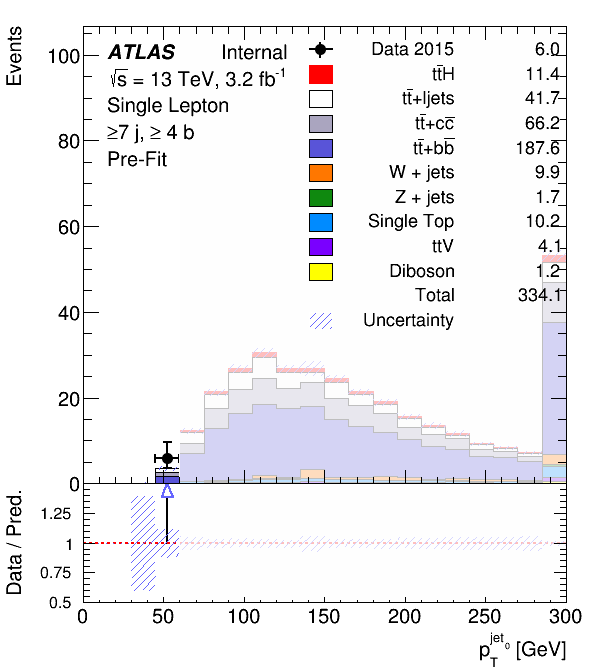 Events
ATLAS Internal
√s = 13 TeV, 3.2 fb⁻¹
Single Lepton
≥7 j, ≥ 4 b
Pre-Fit
Data 2015 6.0
tt̄H 11.4
tt̄+ljets 41.7
tt̄+cc̄ 66.2
tt̄+bb̄ 187.6
W + jets 9.9
Z + jets 1.7
Single Top 10.2
ttV 4.1
Diboson 1.2
Total 334.1
Uncertainty
100
80
60
40
20
0
Data / Pred.
1.25
1
0.75
0.5
0 50 100 150 200 250 300
p_T^jet₀ [GeV]